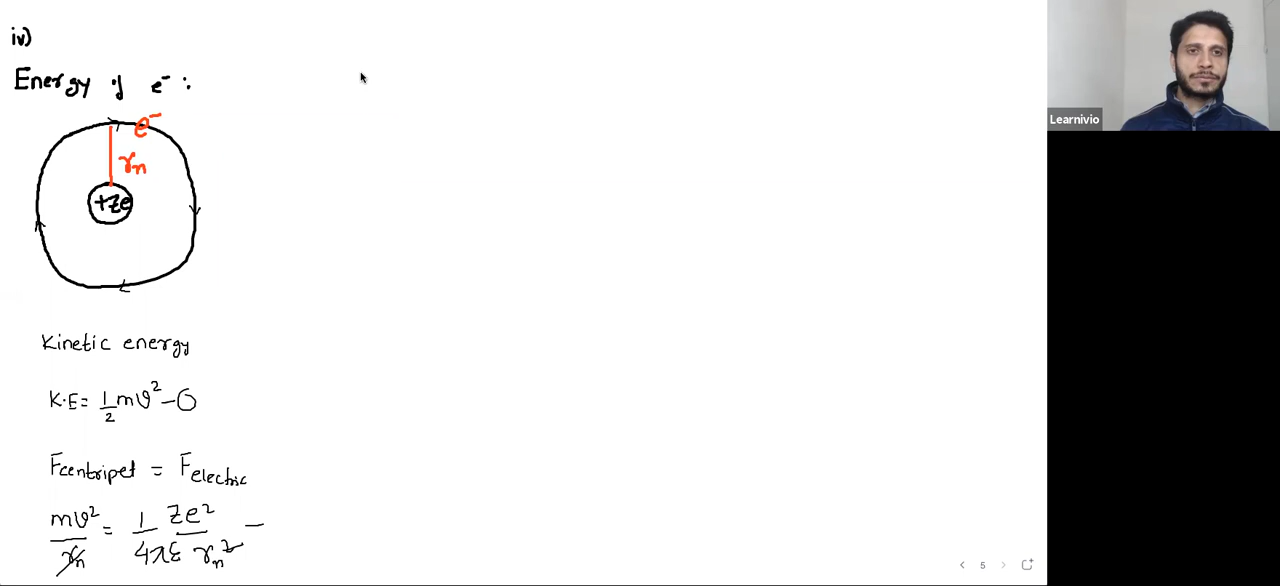 iv)
Energy of e⁻ :
e⁻
rₙ
+Ze
Kinetic energy
K.E = 1/2 mv² —
Fcentripet = Felectric
mv²/rₙ = 1/4πε Ze²/rₙ² —
Learnivio
5